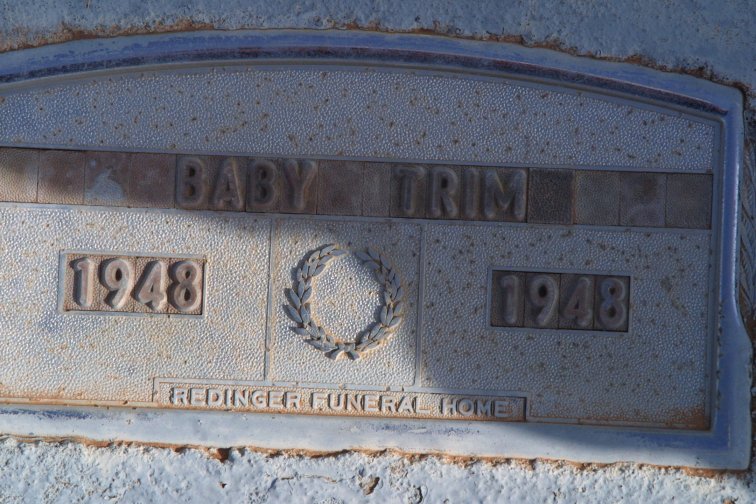 BABY TRIM
1948 1948
REDINGER FUNERAL HOME